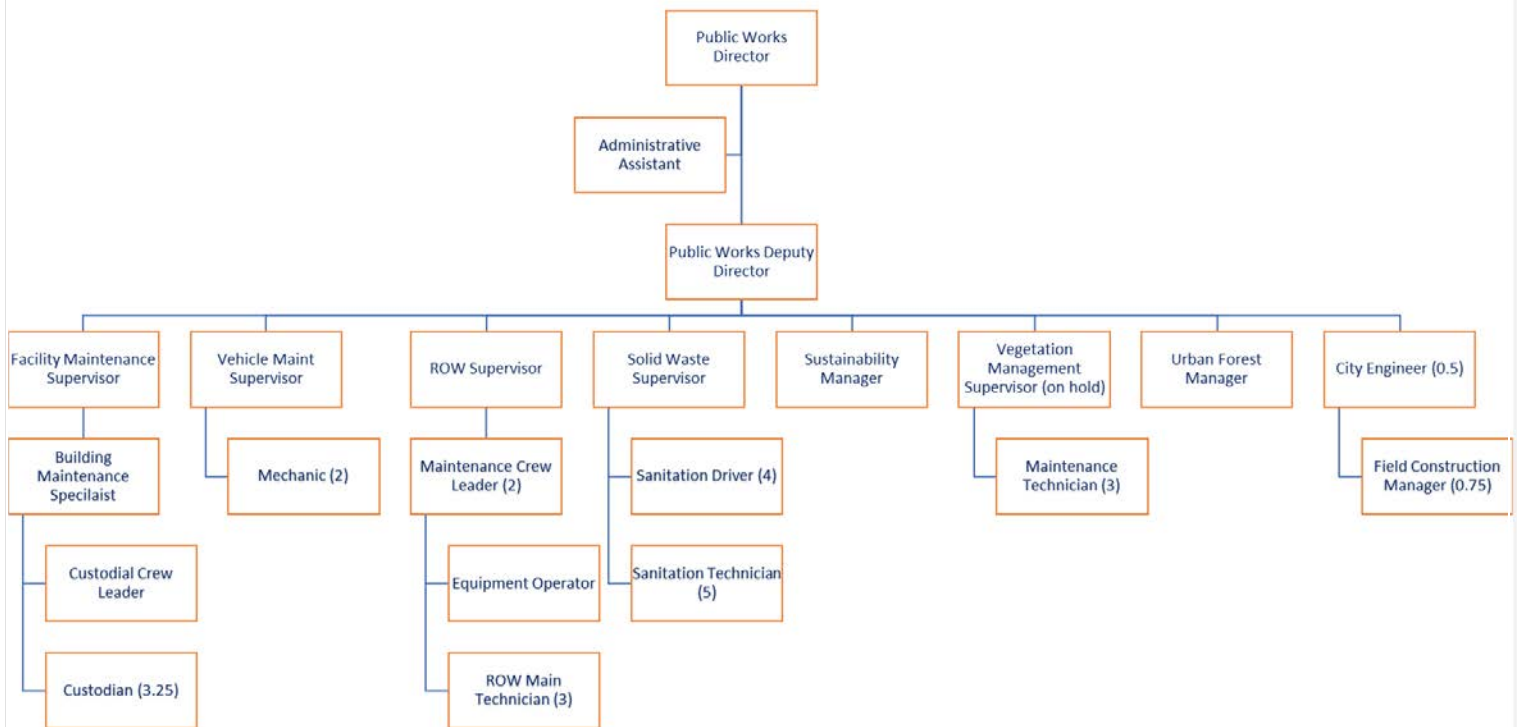 Public Works
Director
Administrative
Assistant
Public Works Deputy
Director
Facility Maintenance
Supervisor
Vehicle Maint
Supervisor
ROW Supervisor
Solid Waste
Supervisor
Sustainability
Manager
Vegetation
Management
Supervisor (on hold)
Urban Forest
Manager
City Engineer (0.5)
Building
Maintenance
Specilaist
Mechanic (2)
Maintenance Crew
Leader (2)
Sanitation Driver (4)
Maintenance
Technician (3)
Field Construction
Manager (0.75)
Custodial Crew
Leader
Equipment Operator
Sanitation Technician
(5)
Custodian (3.25)
ROW Main
Technician (3)